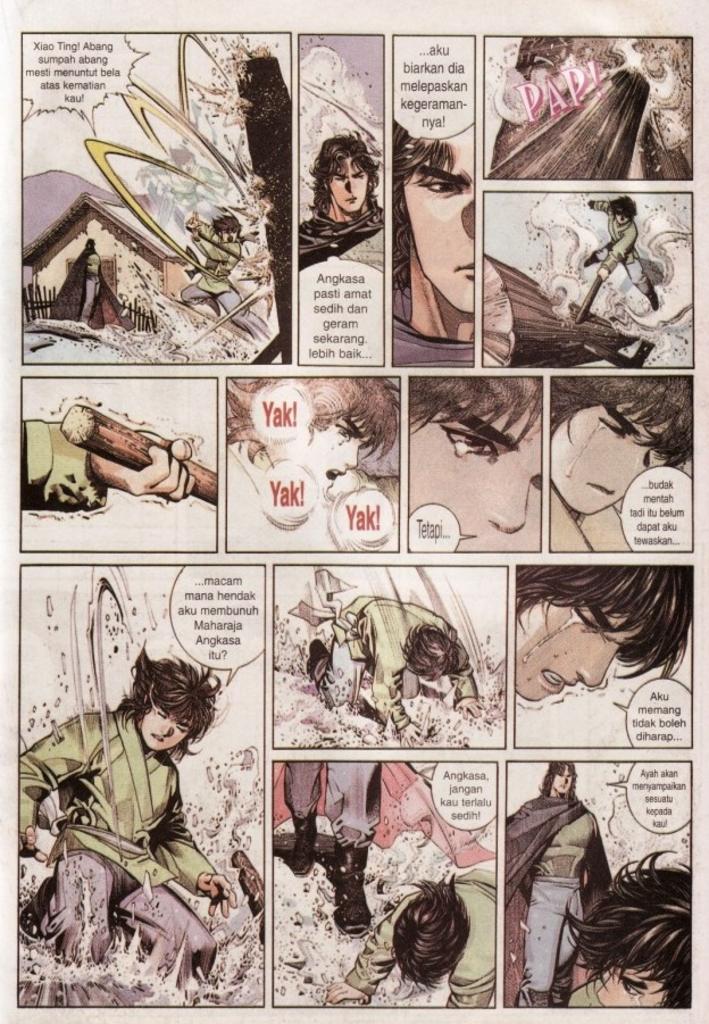 Xiao Ting! Abang
sumpah abang
mesti menuntut bela
atas kematian
kau!
Angkasa
pasti amat
sedih dan
geram
sekarang.
lebih baik...
...aku
biarkan dia
melepaskan
kegeraman-
nya!
PAP!
Yak!
Yak!
Yak!
Tetapi...
...budak
mentah
tadi itu belum
dapat aku
tewaskan...
...macam
mana hendak
aku membunuh
Maharaja
Angkasa
itu?
Aku
memang
tidak boleh
diharap...
Angkasa,
jangan
kau terlalu
sedih!
Ayah akan
menyampaikan
sesuatu
kepada
kau!